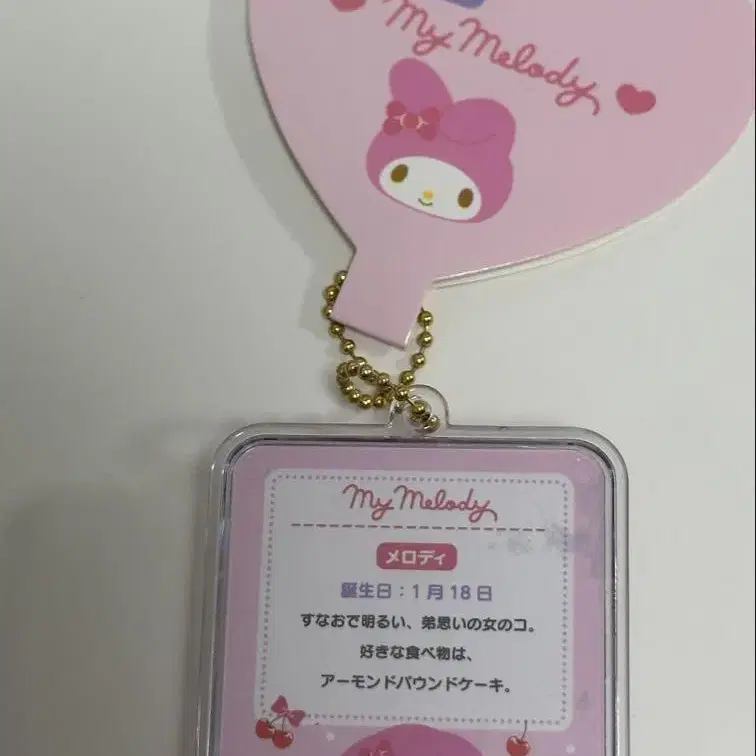 My Melody
My Melody
メロディ
誕生日：1月18日
すなおで明るい、弟思いの女のコ。
好きな食べ物は、
アーモンドパウンドケーキ。